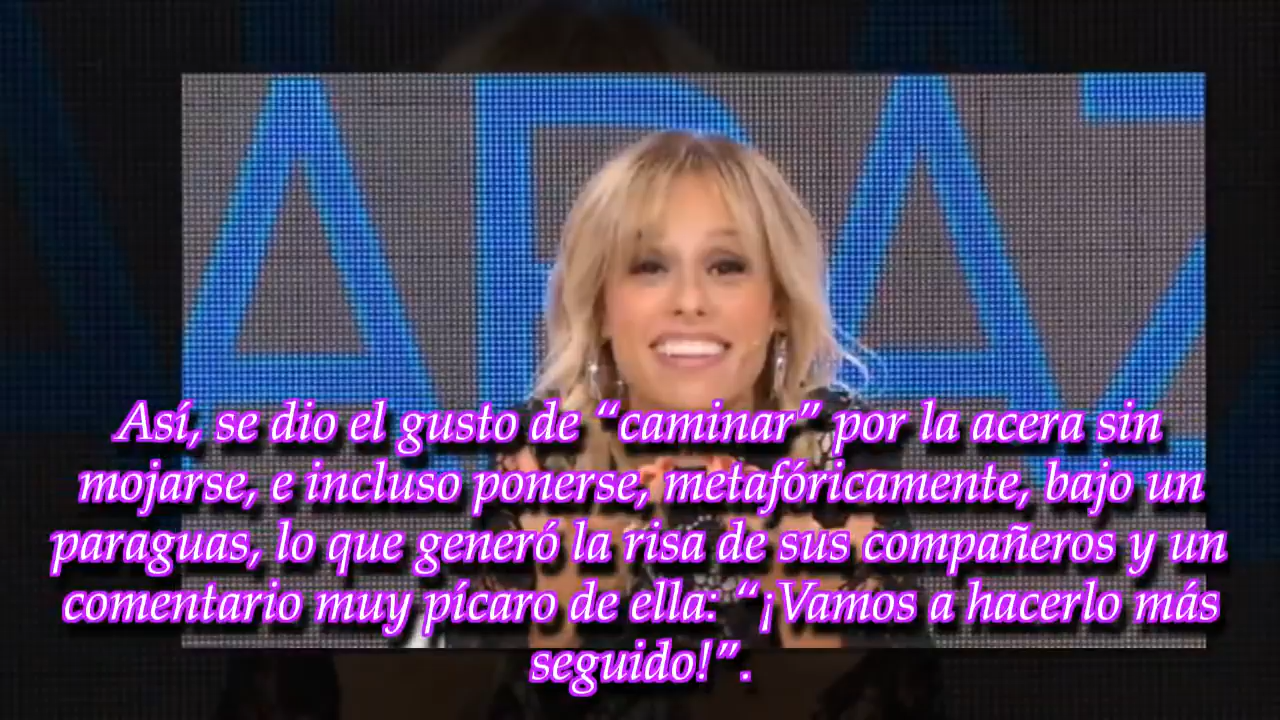 ARAZ
Así, se dio el gusto de “caminar” por la acera sin
mojarse, e incluso ponerse, metafóricamente, bajo un
paraguas, lo que generó la risa de sus compañeros y un
comentario muy pícaro de ella: “¡Vamos a hacerlo más
seguido!”.